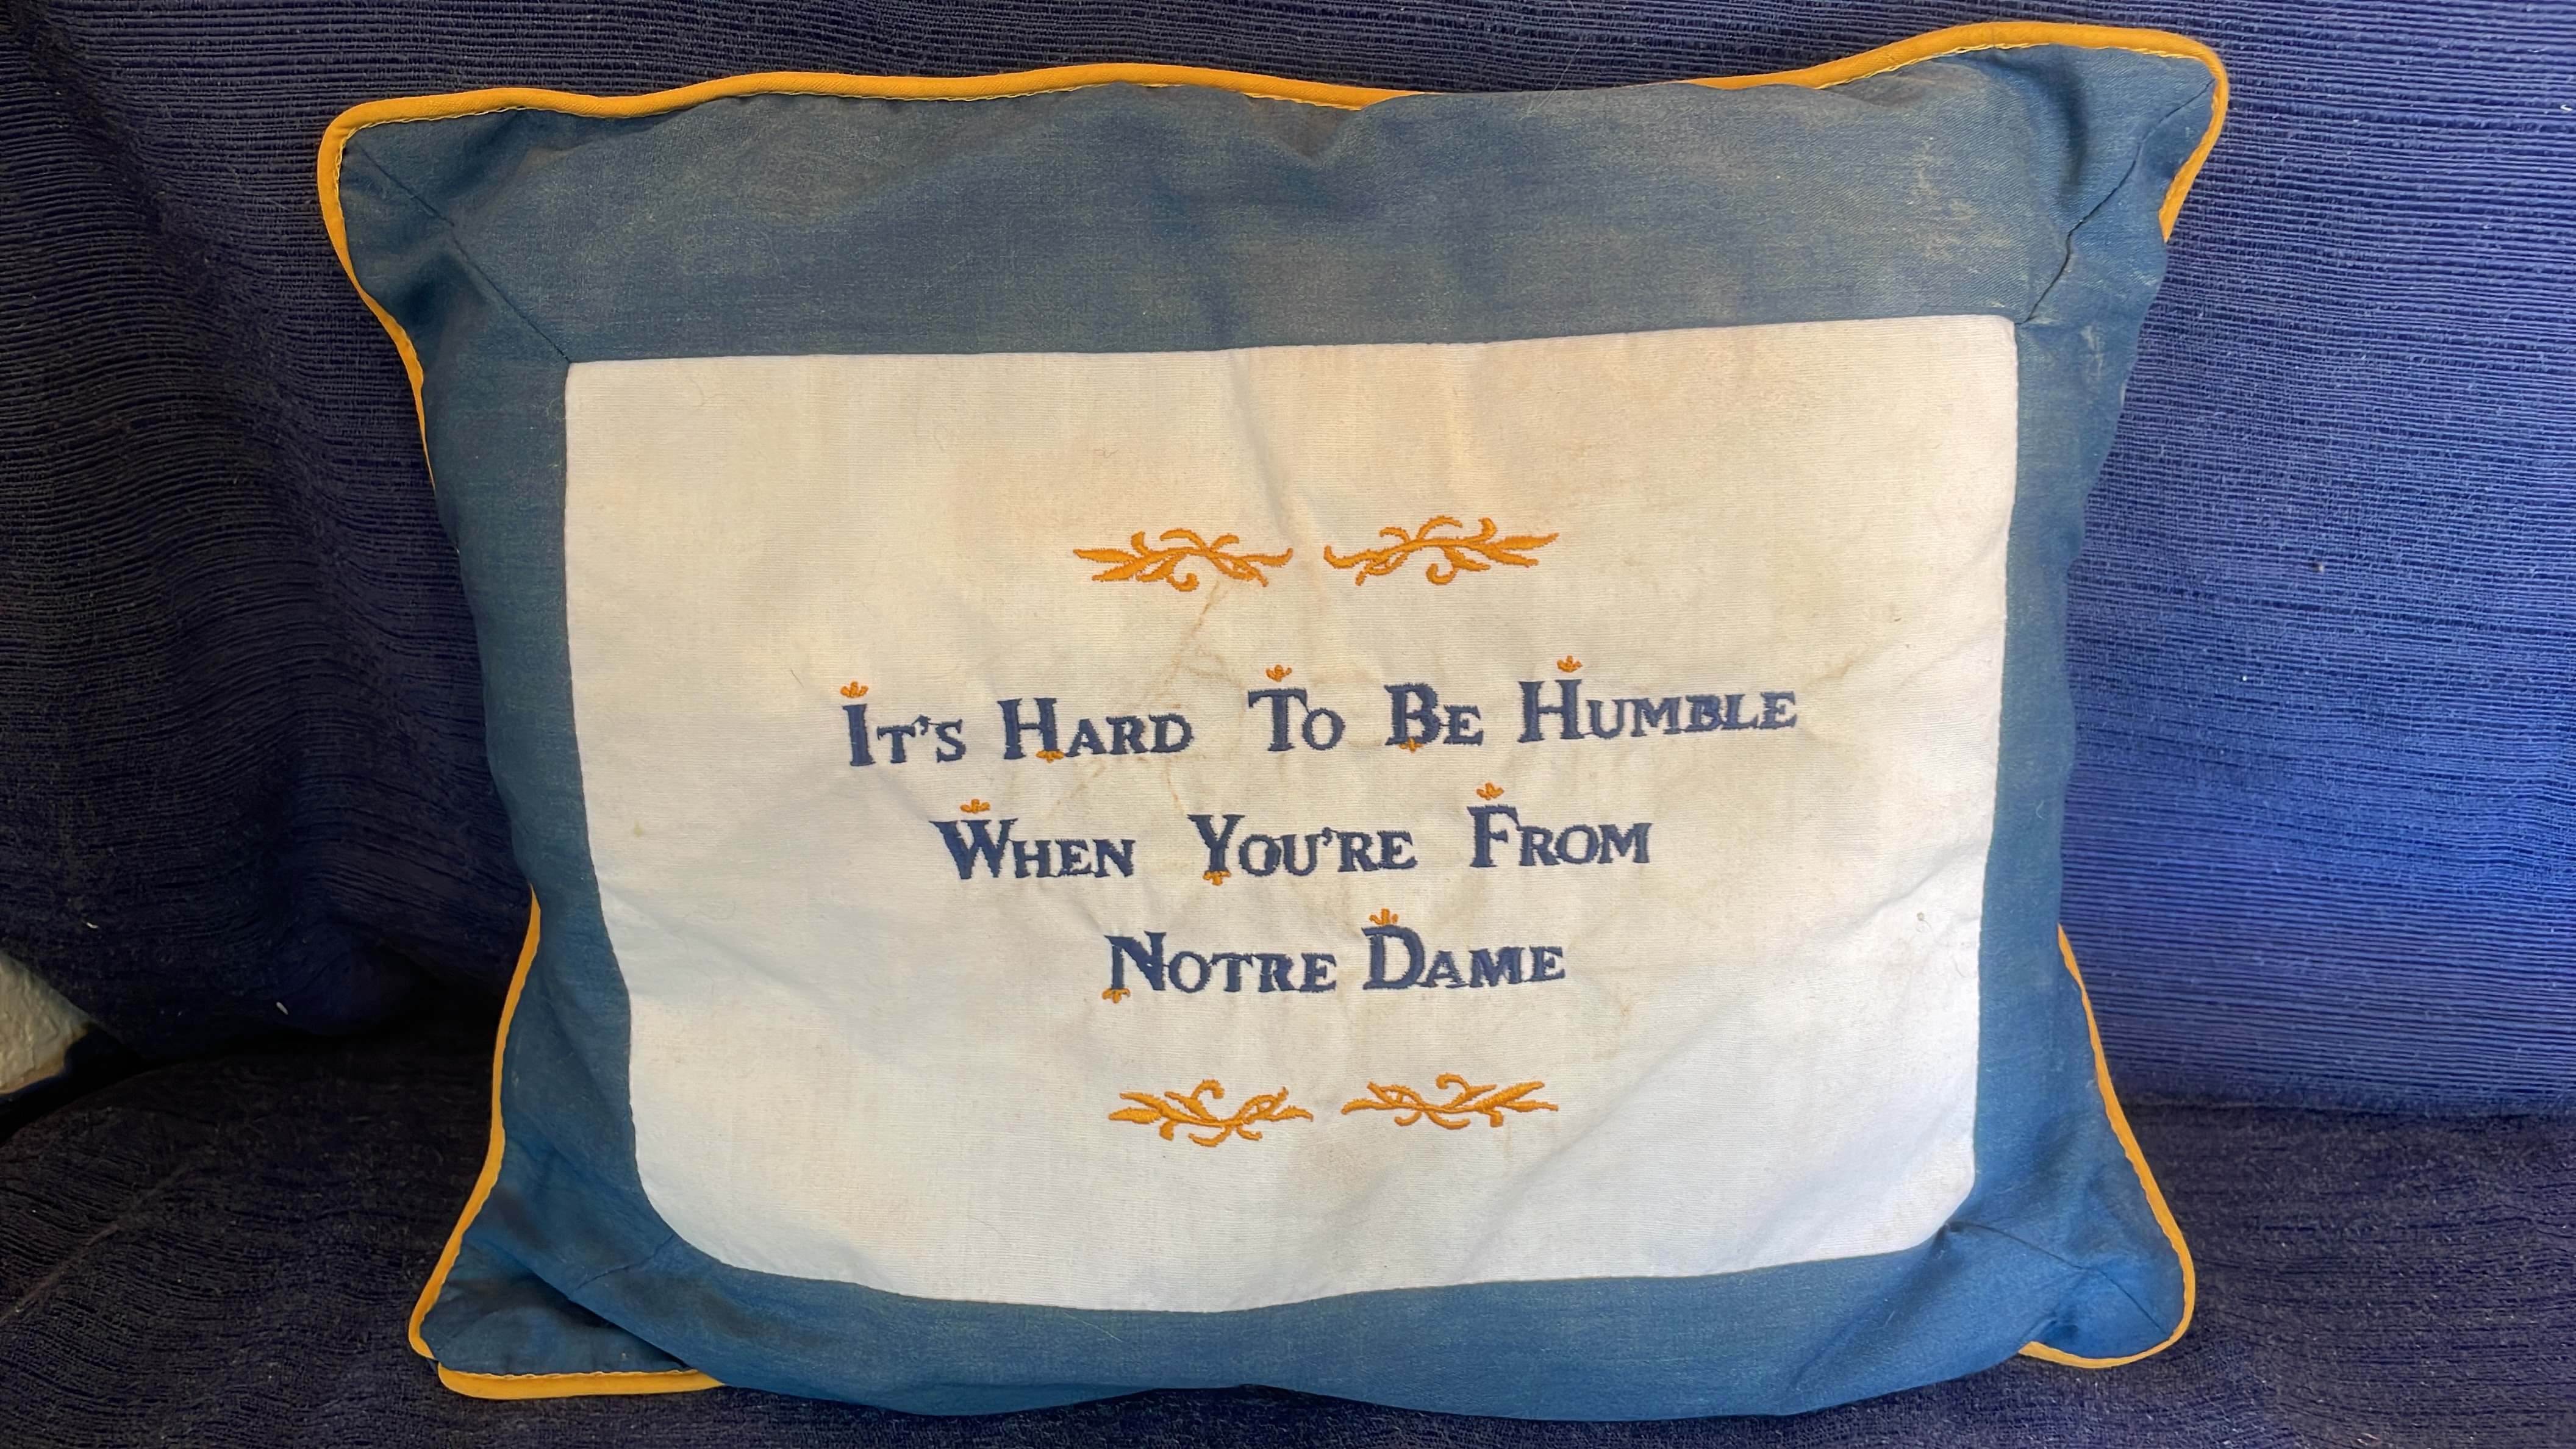 It's Hard To Be Humble
When You're From
Notre Dame